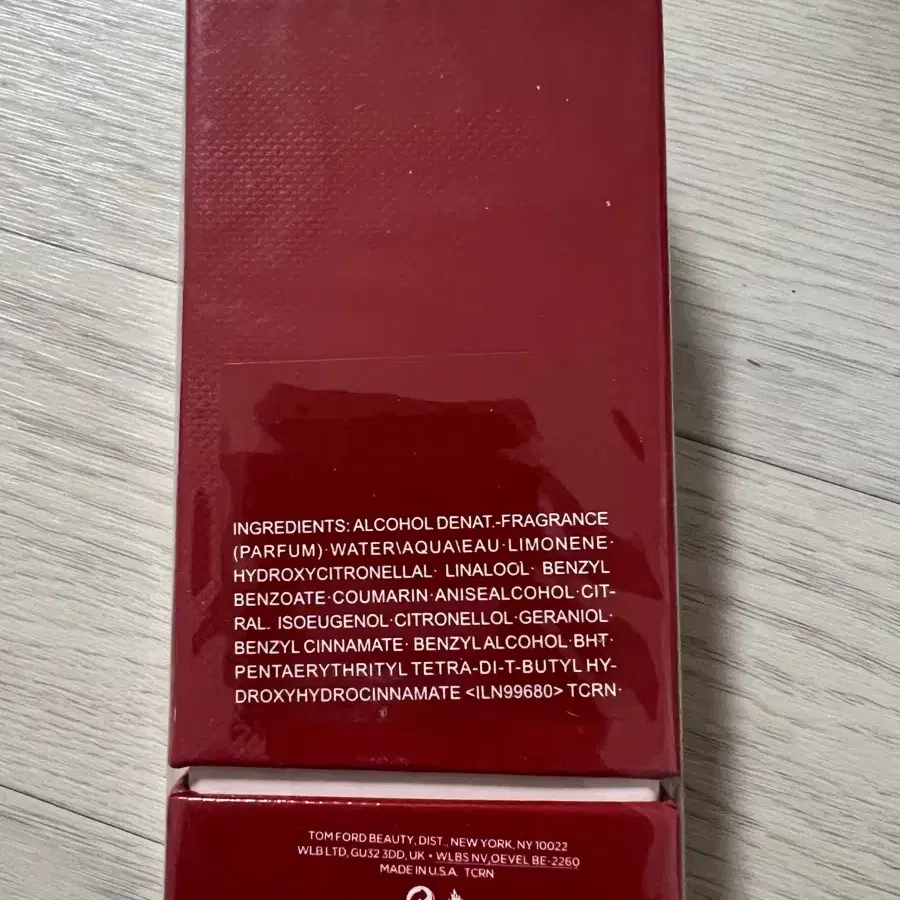 INGREDIENTS: ALCOHOL DENAT.-FRAGRANCE
(PARFUM)·WATER\AQUA\EAU·LIMONENE·
HYDROXYCITRONELLAL· LINALOOL· BENZYL
BENZOATE·COUMARIN·ANISEALCOHOL·CIT-
RAL. ISOEUGENOL·CITRONELLOL·GERANIOL·
BENZYL CINNAMATE· BENZYL ALCOHOL·BHT·
PENTAERYTHRITYL TETRA-DI-T-BUTYL HY-
DROXYHYDROCINNAMATE <ILN99680> TCRN·
TOM FORD BEAUTY, DIST., NEW YORK, NY 10022
WLB LTD, GU32 3DD, UK • WLBS NV, OEVEL BE-2260
MADE IN U.S.A. TCRN